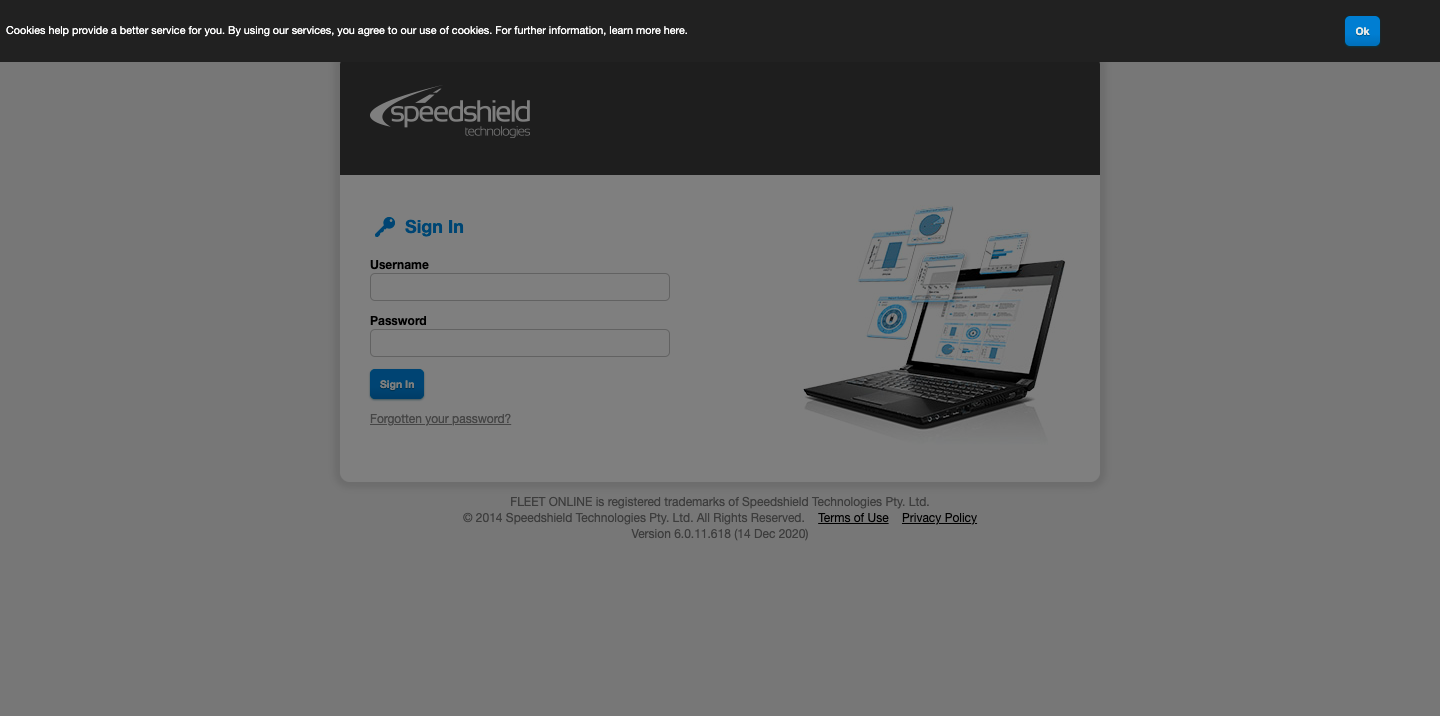 Cookies help provide a better service for you. By using our services, you agree to our use of cookies. For further information, learn more here.
Ok
speedshield
technologies
Sign In
Username
Password
Sign In
Forgotten your password?
FLEET ONLINE is registered trademarks of Speedshield Technologies Pty. Ltd.
© 2014 Speedshield Technologies Pty. Ltd. All Rights Reserved. Terms of Use Privacy Policy
Version 6.0.11.618 (14 Dec 2020)